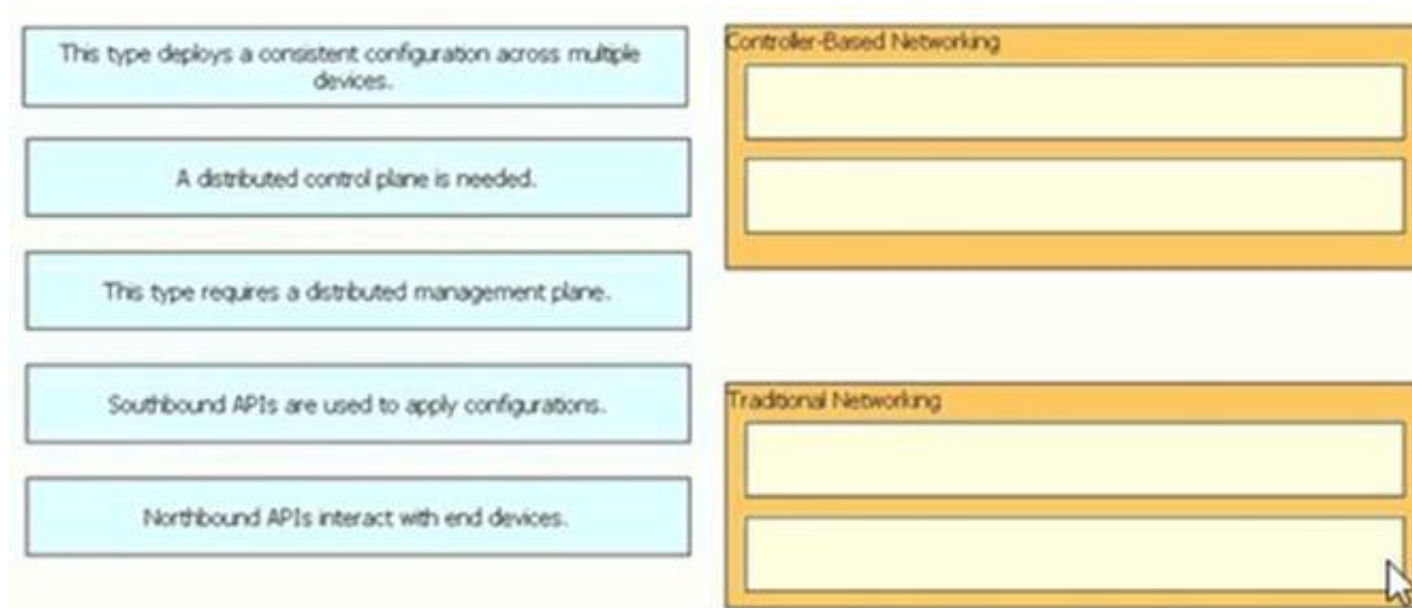 This type deploys a consistent configuration across multiple
devices.
A distributed control plane is needed.
This type requires a distributed management plane.
Southbound APIs are used to apply configurations.
Northbound APIs interact with end devices.
Controller-Based Networking
Traditional Networking